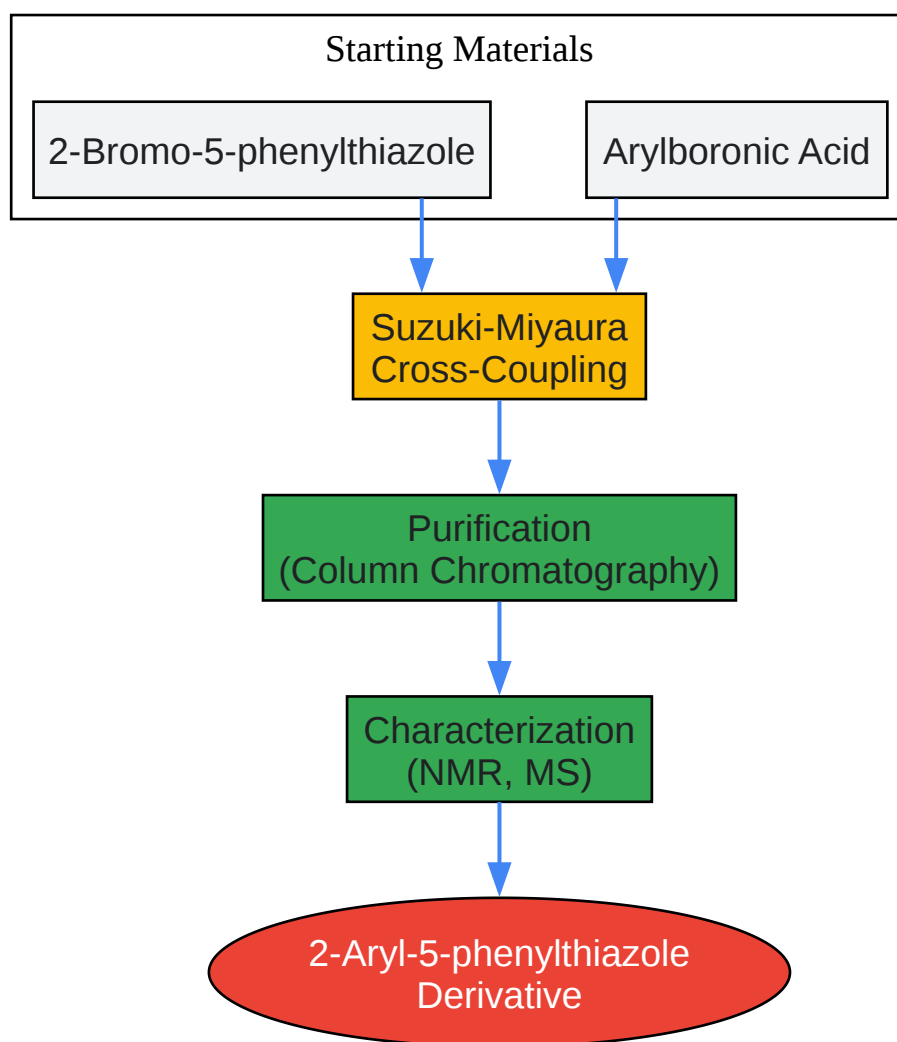 Starting Materials
2-Bromo-5-phenylthiazole
Arylboronic Acid
Suzuki-Miyaura
Cross-Coupling
Purification
(Column Chromatography)
Characterization
(NMR, MS)
2-Aryl-5-phenylthiazole
Derivative